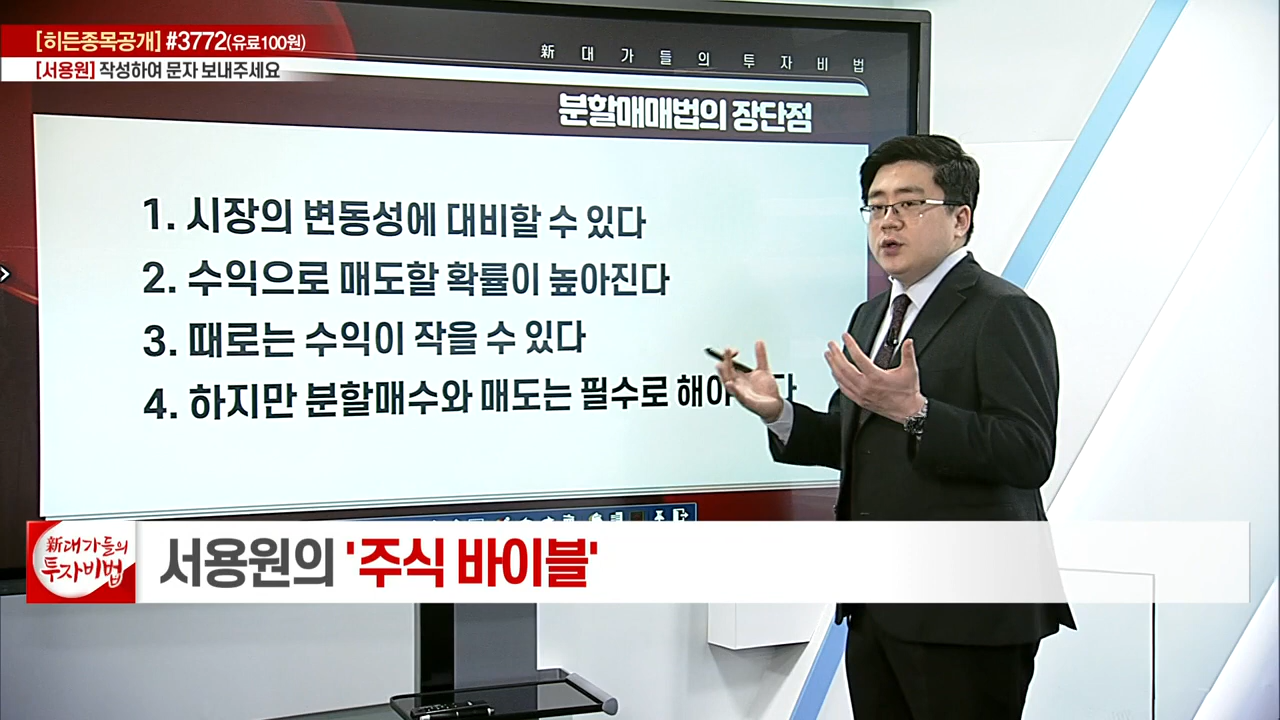 [히든종목공개] #3772(유료100원)
[서용원] 작성하여 문자 보내주세요
新 대 가 들 의 투 자 비 법
분할매매법의 장단점
1. 시장의 변동성에 대비할 수 있다
2. 수익으로 매도할 확률이 높아진다
3. 때로는 수익이 작을 수 있다
4. 하지만 분할매수와 매도는 필수로 해야 다
新대가들의
투자비법
서용원의 '주식 바이블'